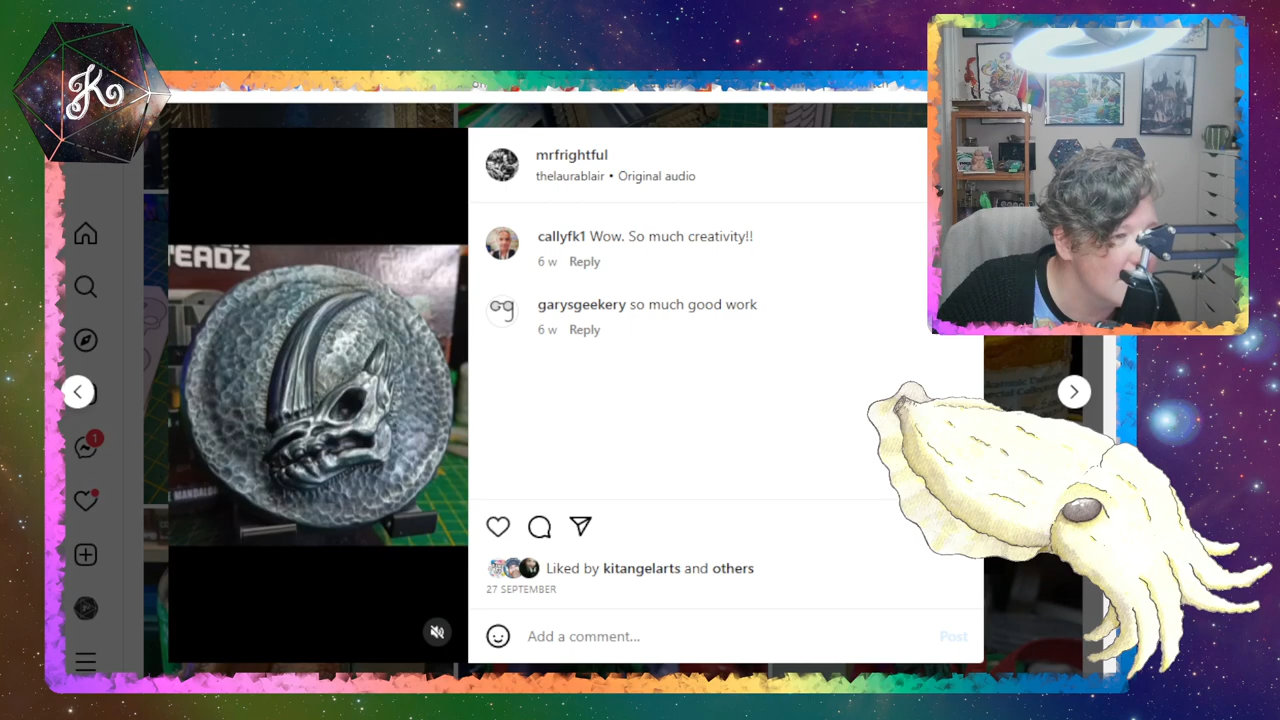 K
mrfrightful
thelaurablair • Original audio
callyfk1 Wow. So much creativity!!
6 w Reply
garysgeekery so much good work
6 w Reply
EADZ
MANDAL
1
Liked by kitangelarts and others
27 SEPTEMBER
Add a comment...
Post